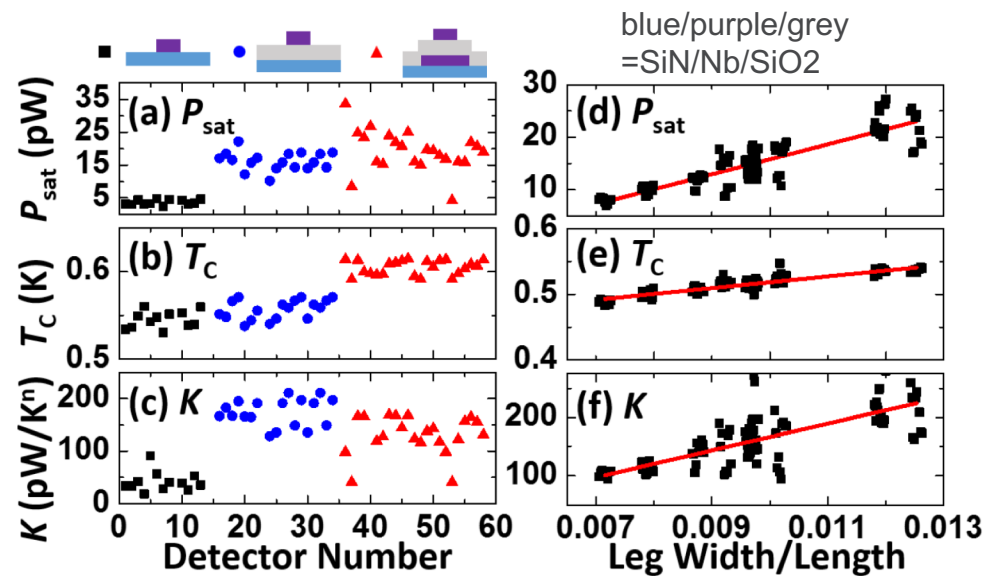 blue/purple/grey
=SiN/Nb/SiO2
(a) Psat
Psat (pW)
35
25
15
5
(b) TC
TC (K)
0.6
0.5
(c) K
K (pW/Kⁿ)
200
100
0
0 10 20 30 40 50 60
Detector Number
(d) Psat
30
20
10
(e) TC
0.6
0.5
0.4
(f) K
200
100
0.007 0.009 0.011 0.013
Leg Width/Length